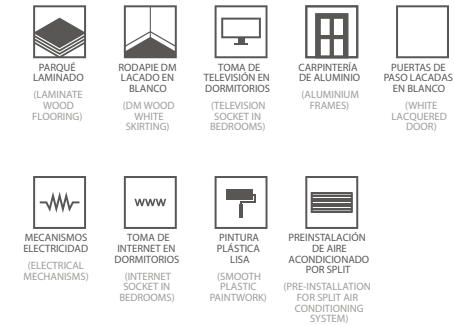 PARQUÉ
LAMINADO
(LAMINATE
WOOD
FLOORING)
RODAPIE DM
LACADO EN
BLANCO
(DM WOOD
WHITE
SKIRTING)
TOMA DE
TELEVISIÓN EN
DORMITORIOS
(TELEVISION
SOCKET IN
BEDROOMS)
CARPINTERÍA
DE ALUMINIO
(ALUMINIUM
FRAMES)
PUERTAS DE
PASO LACADAS
EN BLANCO
(WHITE
LACQUERED
DOOR)
MECANISMOS
ELECTRICIDAD
(ELECTRICAL
MECHANISMS)
www
TOMA DE
INTERNET EN
DORMITORIOS
(INTERNET
SOCKET IN
BEDROOMS)
PINTURA
PLÁSTICA
LISA
(SMOOTH
PLASTIC
PAINTWORK)
PREINSTALACIÓN
DE AIRE
ACONDICIONADO
POR SPLIT
(PRE-INSTALLATION
FOR SPLIT AIR
CONDITIONING
SYSTEM)